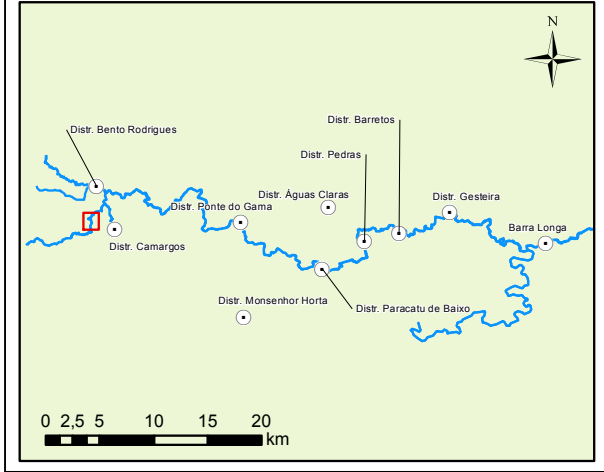 N
Distr. Barretos
Distr. Bento Rodrigues
Distr. Pedras
Distr. Águas Claras
Distr. Gesteira
Distr. Ponte do Gama
Barra Longa
Distr. Camargos
Distr. Monsenhor Horta
Distr. Paracatu de Baixo
0 2,5 5 10 15 20
km